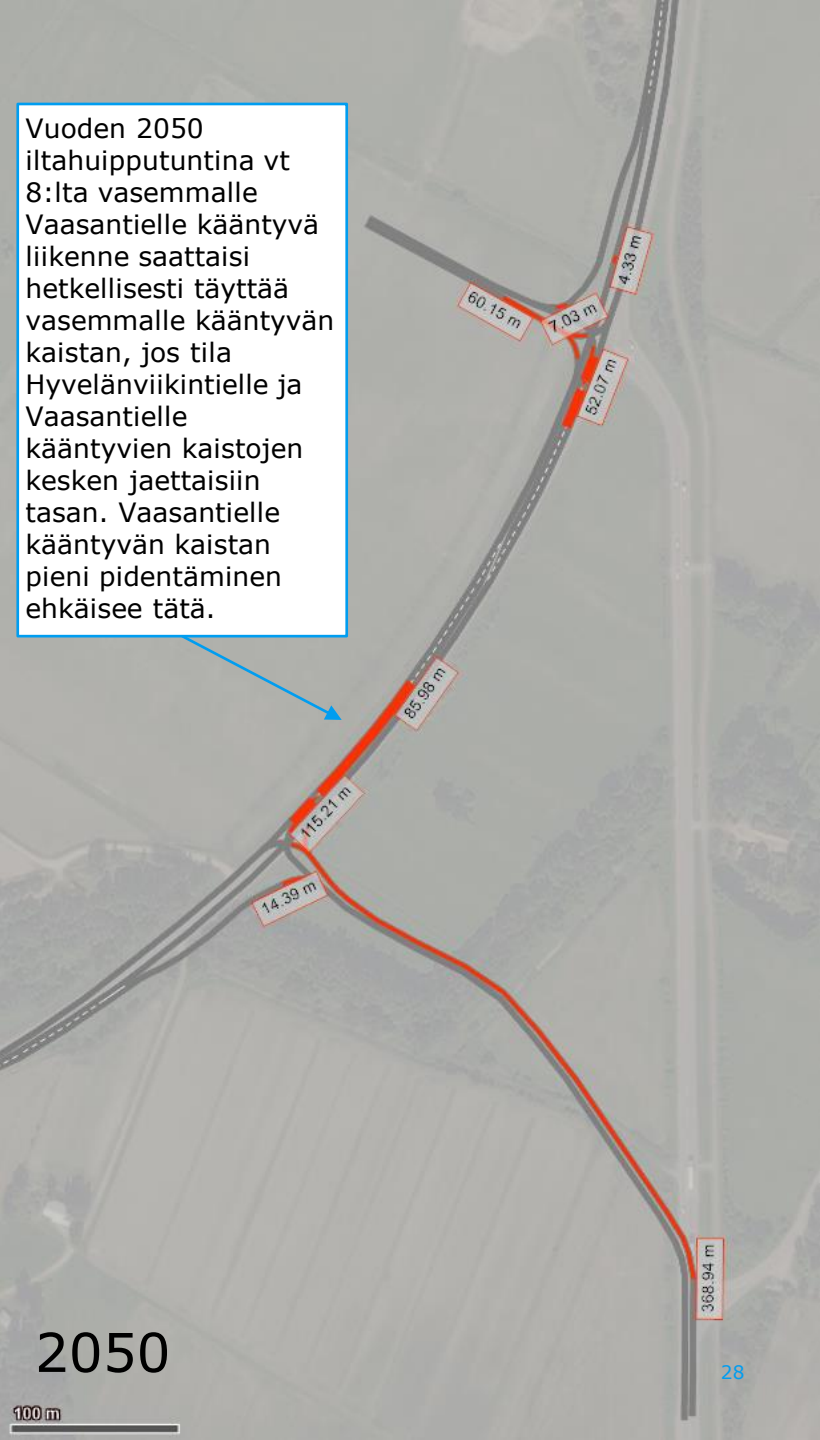 Vuoden 2050
iltahuipputuntina vt
8:lta vasemmalle
Vaasantielle kääntyvä
liikenne saattaisi
hetkellisesti täyttää
vasemmalle kääntyvän
kaistan, jos tila
Hyvelänviikintielle ja
Vaasantielle
kääntyvien kaistojen
kesken jaettaisiin
tasan. Vaasantielle
kääntyvän kaistan
pieni pidentäminen
ehkäisee tätä.
4.33 m
60.15 m
7.03 m
52.07 m
85.98 m
115.21 m
14.39 m
368.94 m
2050
28
100 m